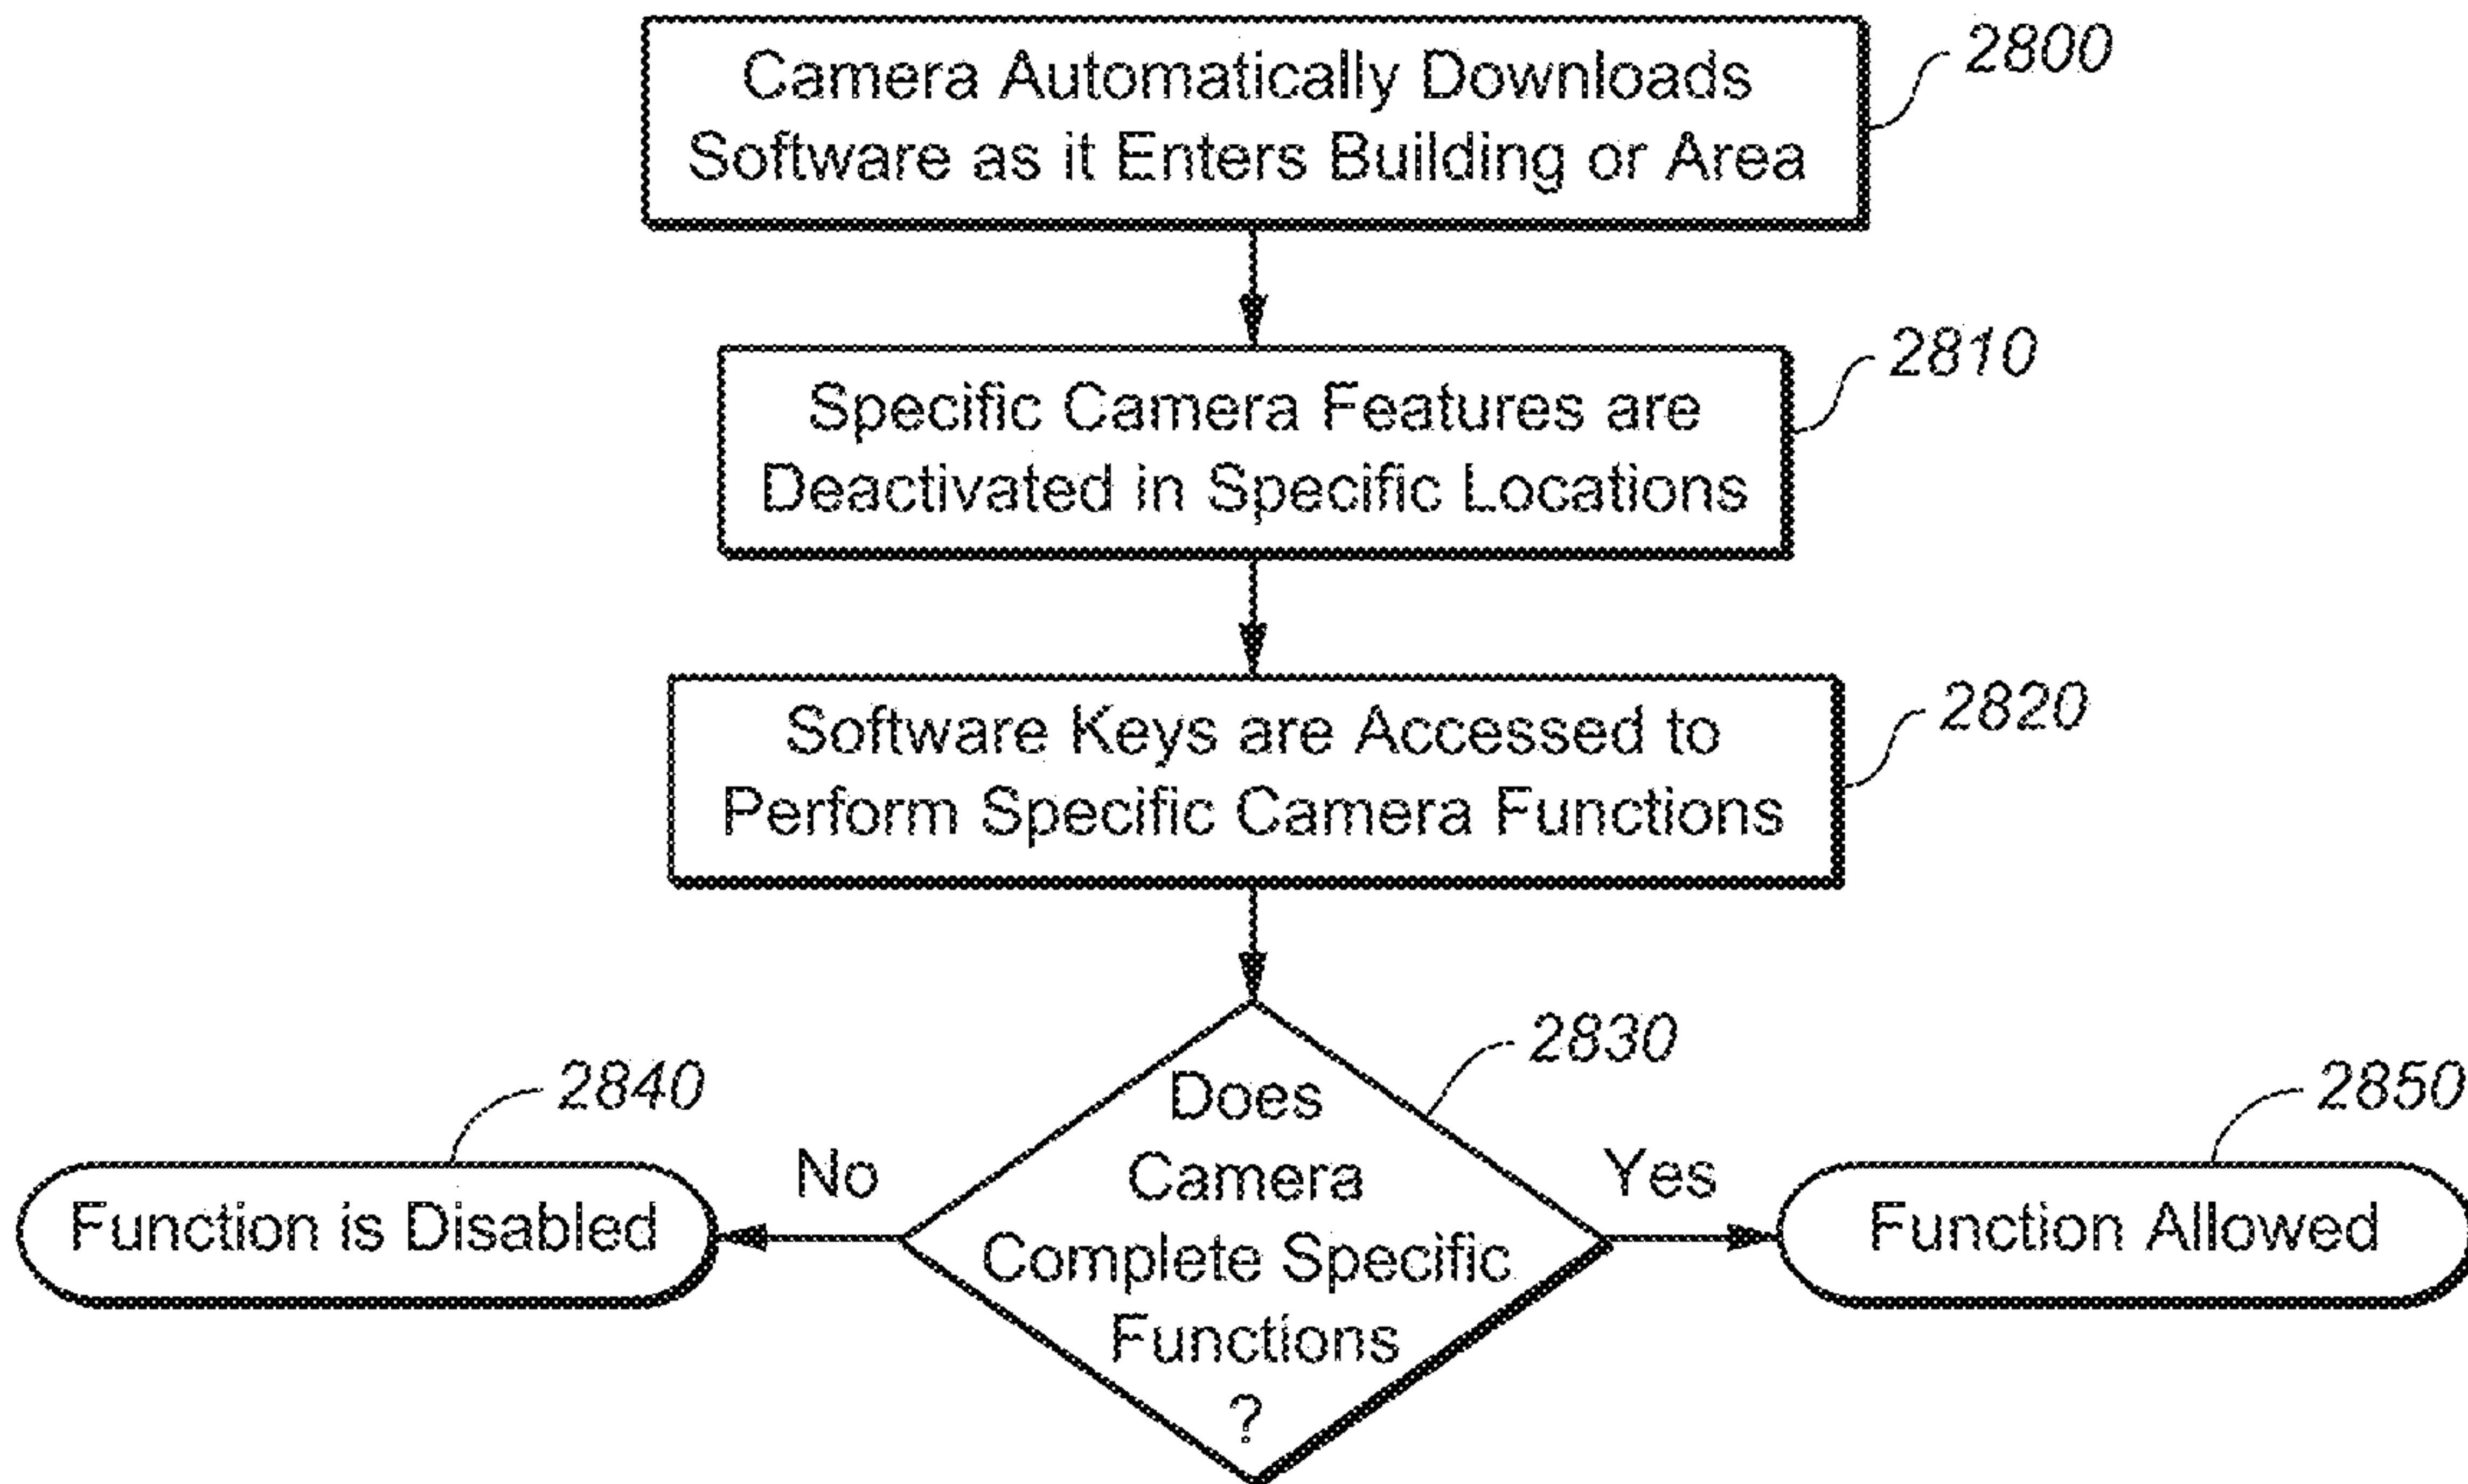 Camera Automatically Downloads
Software as it Enters Building or Area
2800
Specific Camera Features are
Deactivated in Specific Locations
2810
Software Keys are Accessed to
Perform Specific Camera Functions
2820
Does
Camera
Complete Specific
Functions
?
2830
No
Function is Disabled
2840
Yes
Function Allowed
2850